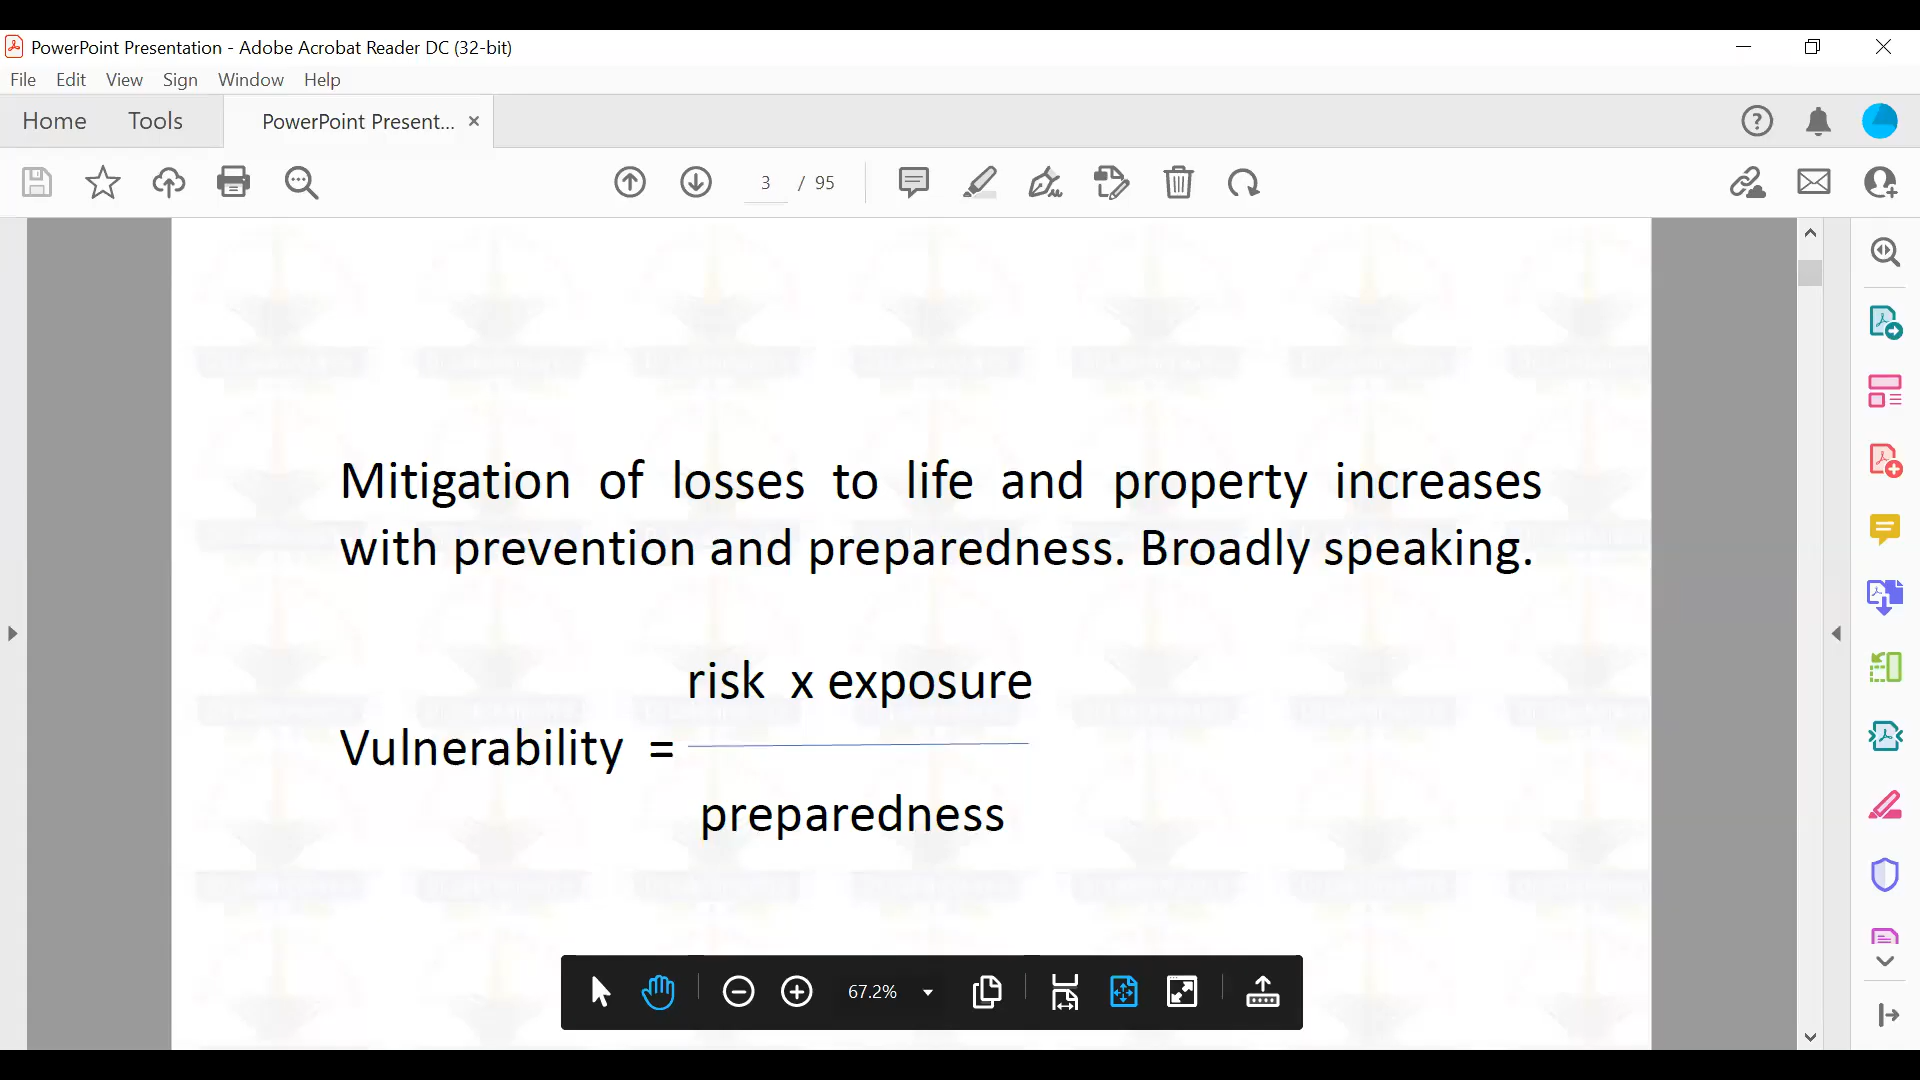 PowerPoint Presentation - Adobe Acrobat Reader DC (32-bit)
File Edit View Sign Window Help
Home Tools PowerPoint Present...
3 / 95
Mitigation of losses to life and property increases
with prevention and preparedness. Broadly speaking.
risk x exposure
Vulnerability =
preparedness
67.2%